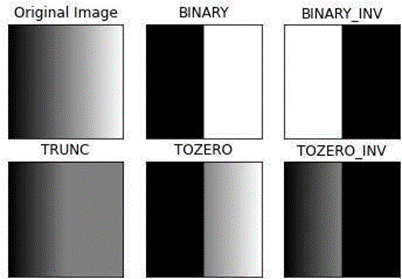 Original Image
BINARY
BINARY_INV
TRUNC
TOZERO
TOZERO_INV